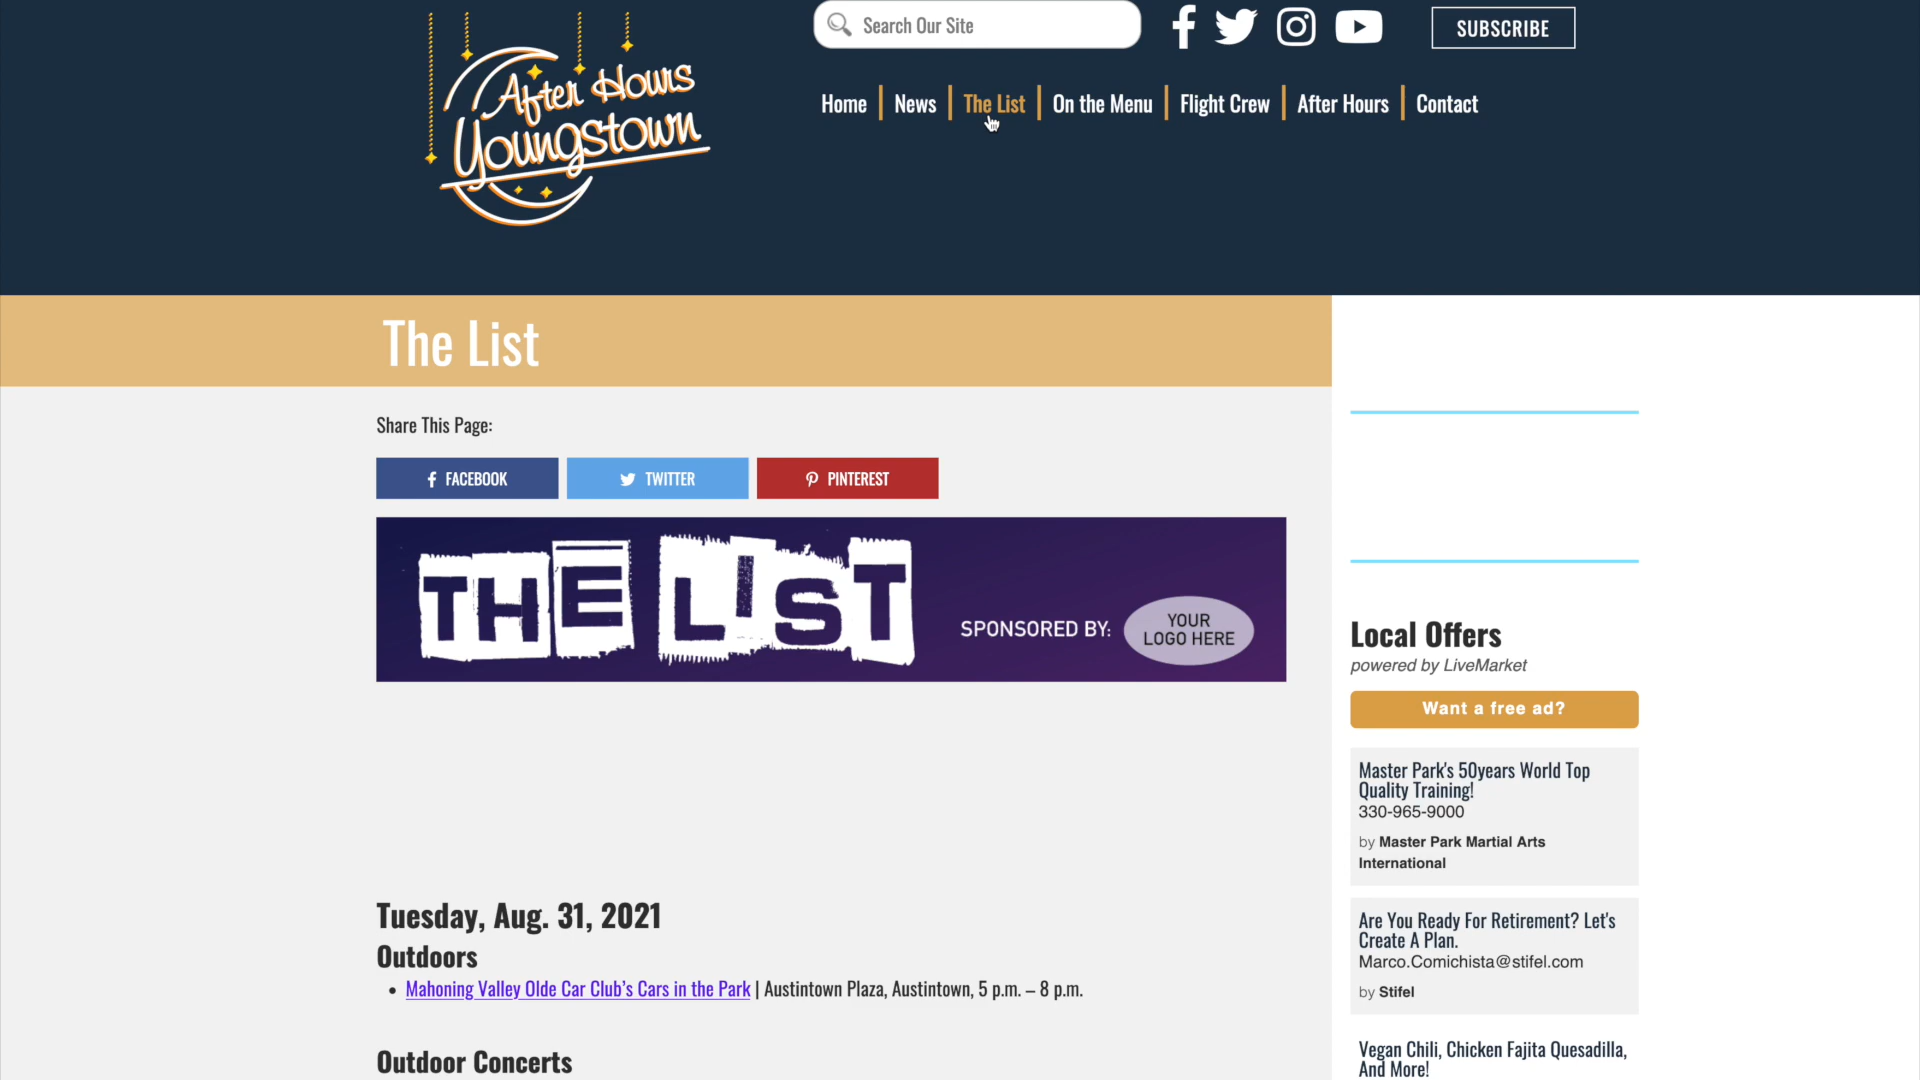 After Hours
Youngstown
Search Our Site
SUBSCRIBE
Home
News
The List
On the Menu
Flight Crew
After Hours
Contact
The List
Share This Page:
FACEBOOK
TWITTER
PINTEREST
THE LIST
SPONSORED BY:
YOUR
LOGO HERE
Tuesday, Aug. 31, 2021
Outdoors
• Mahoning Valley Olde Car Club’s Cars in the Park | Austintown Plaza, Austintown, 5 p.m. – 8 p.m.
Outdoor Concerts
Local Offers
powered by LiveMarket
Want a free ad?
Master Park's 50years World Top
Quality Training!
330-965-9000
by Master Park Martial Arts
International
Are You Ready For Retirement? Let's
Create A Plan.
Marco.Comichista@stifel.com
by Stifel
Vegan Chili, Chicken Fajita Quesadilla,
And More!